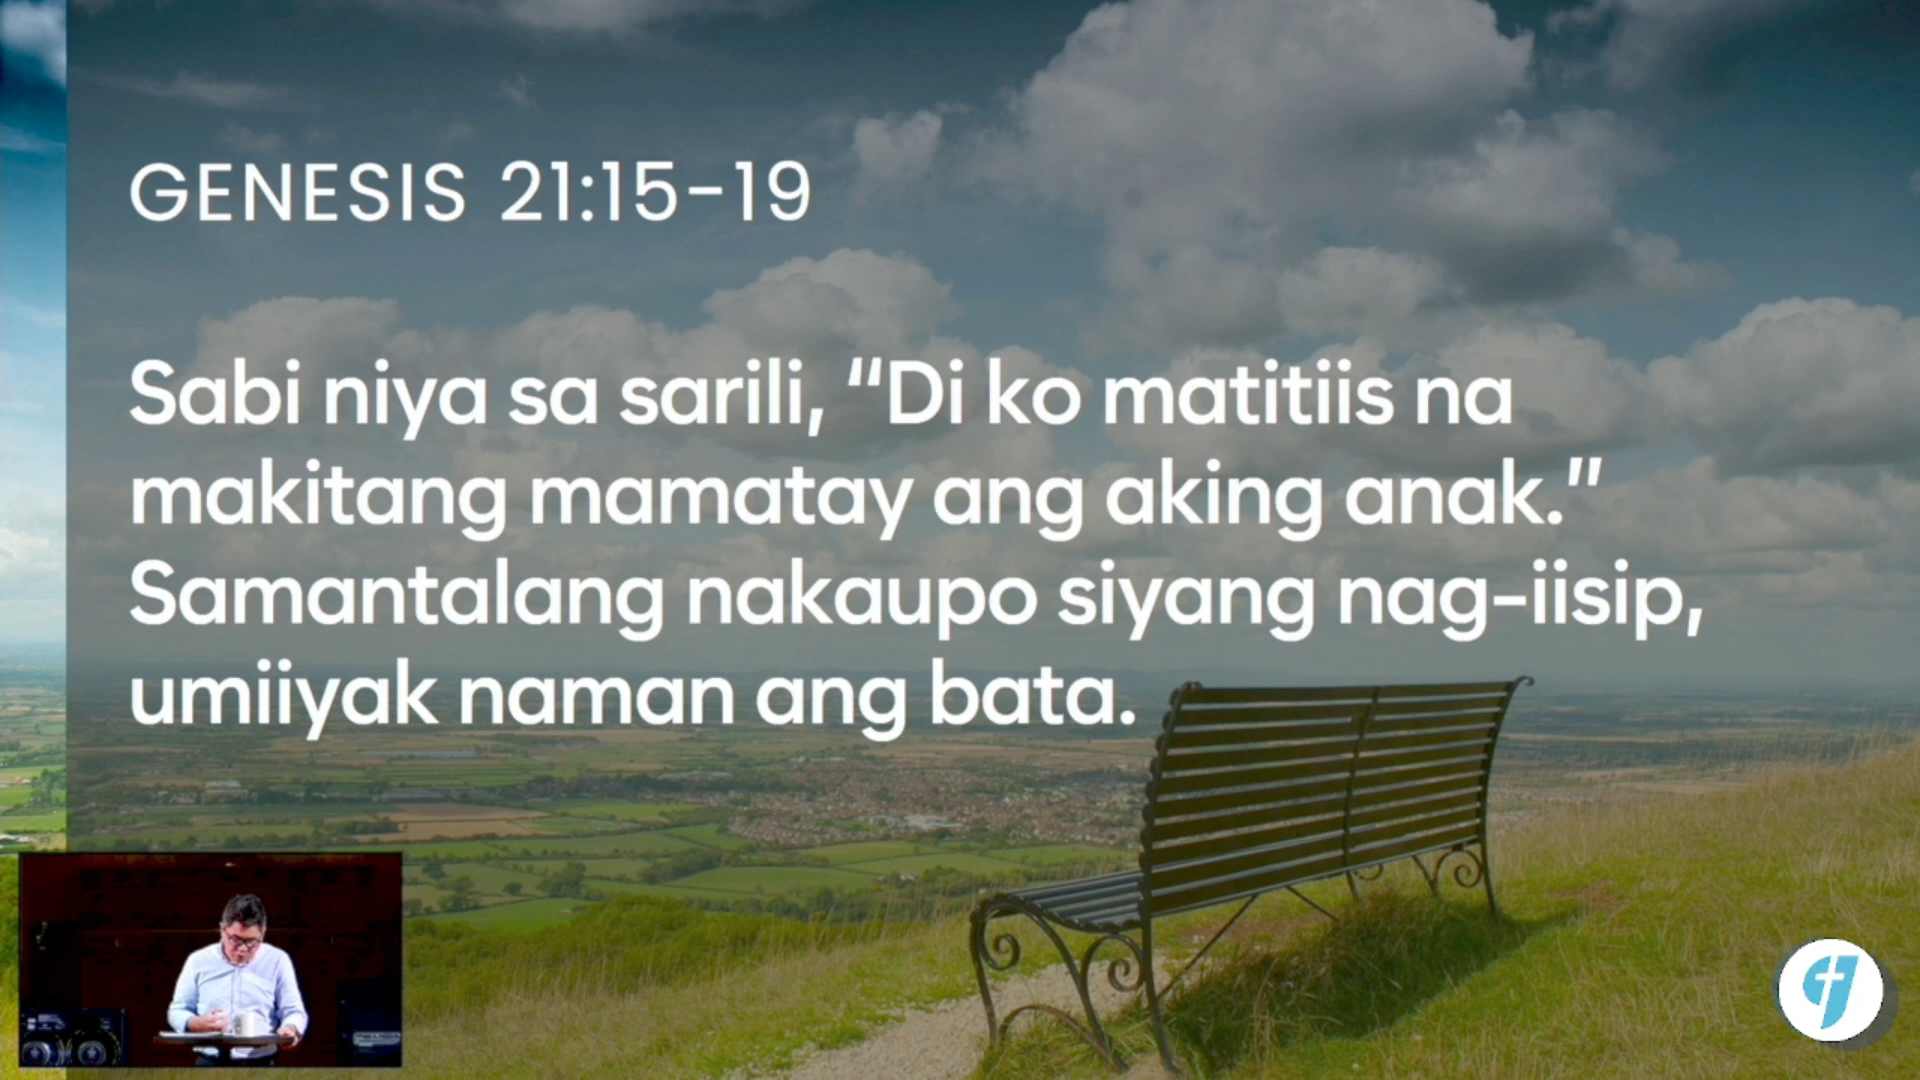 GENESIS 21:15-19
Sabi niya sa sarili, “Di ko matitiis na
makitang mamatay ang aking anak.”
Samantalang nakaupo siyang nag-iisip,
umiiyak naman ang bata.